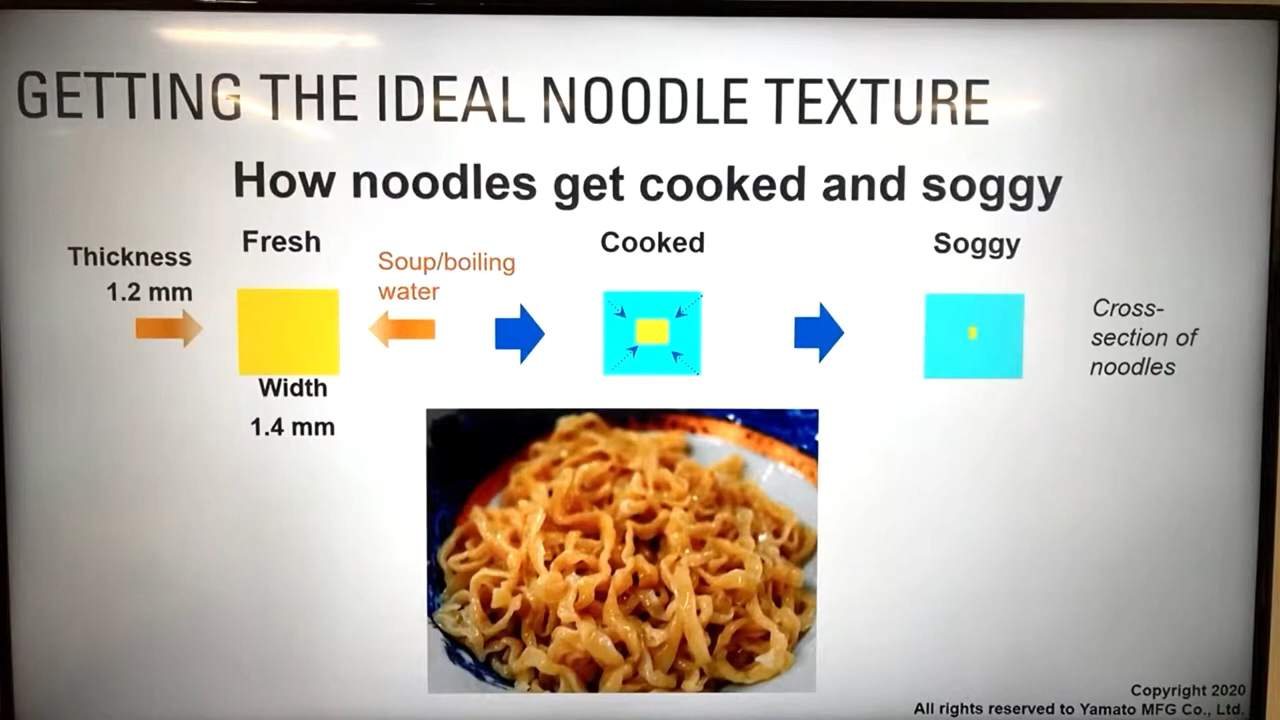 GETTING THE IDEAL NOODLE TEXTURE
How noodles get cooked and soggy
Fresh
Cooked
Soggy
Thickness
1.2 mm
Soup/boiling
water
Cross-
section of
noodles
Width
1.4 mm
Copyright 2020
All rights reserved to Yamato MFG Co., Ltd.